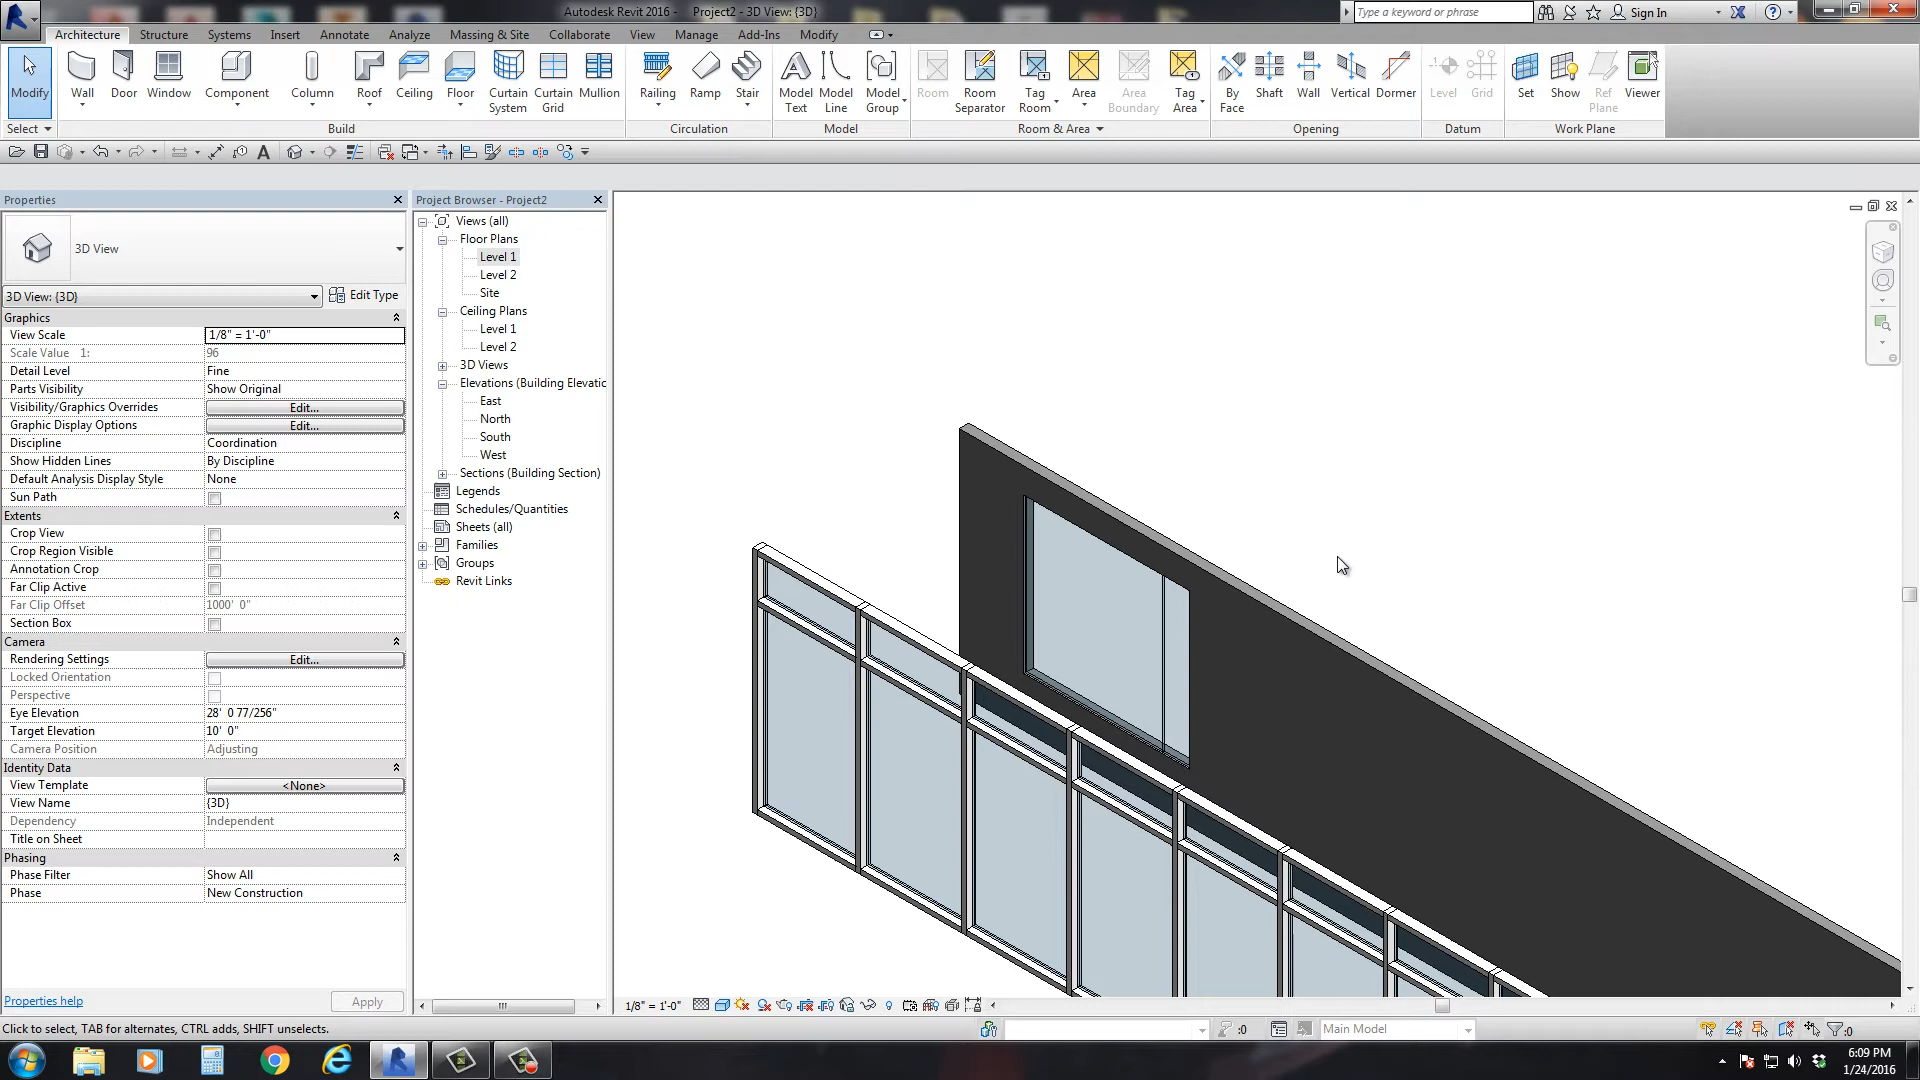 Autodesk Revit 2016 - Project2 - 3D View: {3D}
Type a keyword or phrase
Sign In
Architecture Structure Systems Insert Annotate Analyze Massing & Site Collaborate View Manage Add-Ins Modify
Modify Wall Door Window Component Column Roof Ceiling Floor Curtain System Curtain Grid Mullion Railing Ramp Stair Model Text Model Line Model Group Room Room Separator Tag Room Area Area Boundary Tag Area By Face Shaft Wall Vertical Dormer Level Grid Set Show Ref Plane Viewer
Select Build Circulation Model Room & Area Opening Datum Work Plane
Properties
3D View
3D View: {3D} Edit Type
Graphics
View Scale 1/8" = 1'-0"
Scale Value 1: 96
Detail Level Fine
Parts Visibility Show Original
Visibility/Graphics Overrides Edit...
Graphic Display Options Edit...
Discipline Coordination
Show Hidden Lines By Discipline
Default Analysis Display Style None
Sun Path
Extents
Crop View
Crop Region Visible
Annotation Crop
Far Clip Active
Far Clip Offset 1000' 0"
Section Box
Camera
Rendering Settings Edit...
Locked Orientation
Perspective
Eye Elevation 28' 0 77/256"
Target Elevation 10' 0"
Camera Position Adjusting
Identity Data
View Template <None>
View Name {3D}
Dependency Independent
Title on Sheet
Phasing
Phase Filter Show All
Phase New Construction
Properties help Apply
Project Browser - Project2
Views (all)
Floor Plans
Level 1
Level 2
Site
Ceiling Plans
Level 1
Level 2
3D Views
Elevations (Building Elevatic
East
North
South
West
Sections (Building Section)
Legends
Schedules/Quantities
Sheets (all)
Families
Groups
Revit Links
1/8" = 1'-0"
Click to select, TAB for alternates, CTRL adds, SHIFT unselects.
:0
Main Model
:0
6:09 PM
1/24/2016